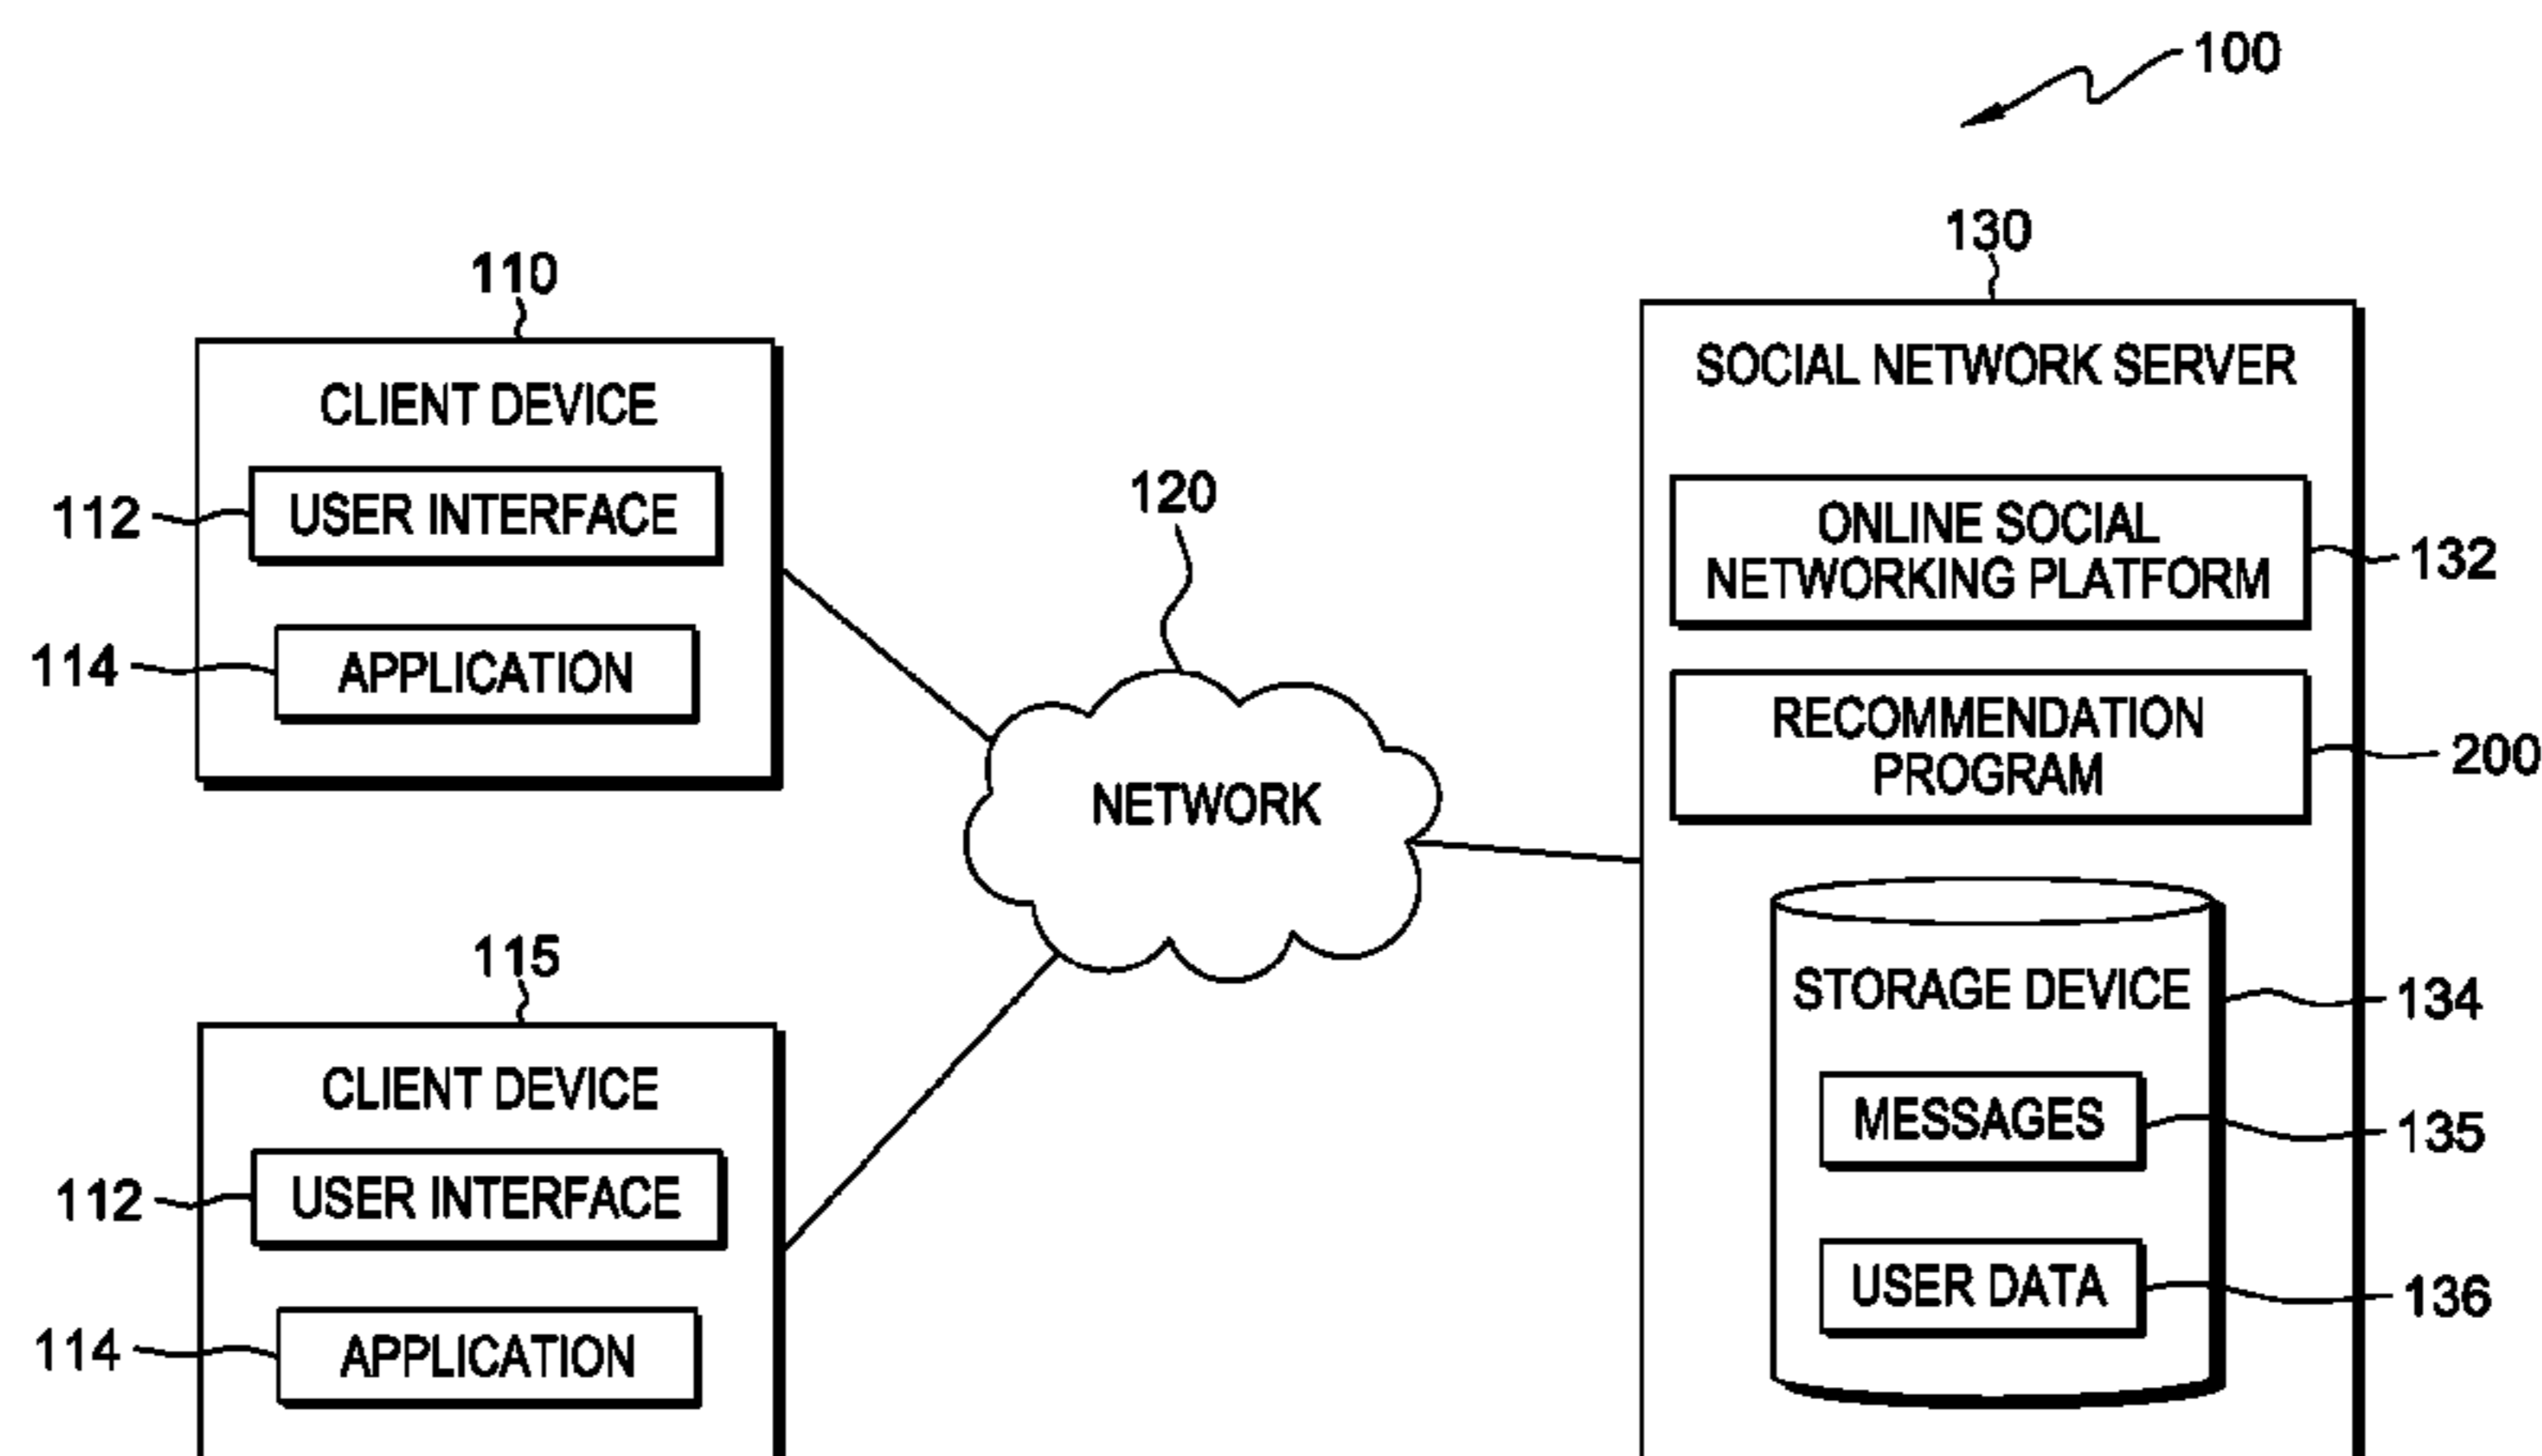 100
110
CLIENT DEVICE
112
USER INTERFACE
114
APPLICATION
115
CLIENT DEVICE
112
USER INTERFACE
114
APPLICATION
120
NETWORK
130
SOCIAL NETWORK SERVER
ONLINE SOCIAL
NETWORKING PLATFORM
132
RECOMMENDATION
PROGRAM
200
STORAGE DEVICE
134
MESSAGES
135
USER DATA
136